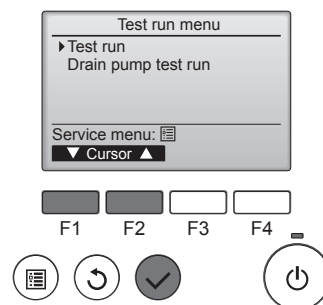 Test run menu
Test run
Drain pump test run
Service menu:
▼ Cursor ▲
F1 F2 F3 F4